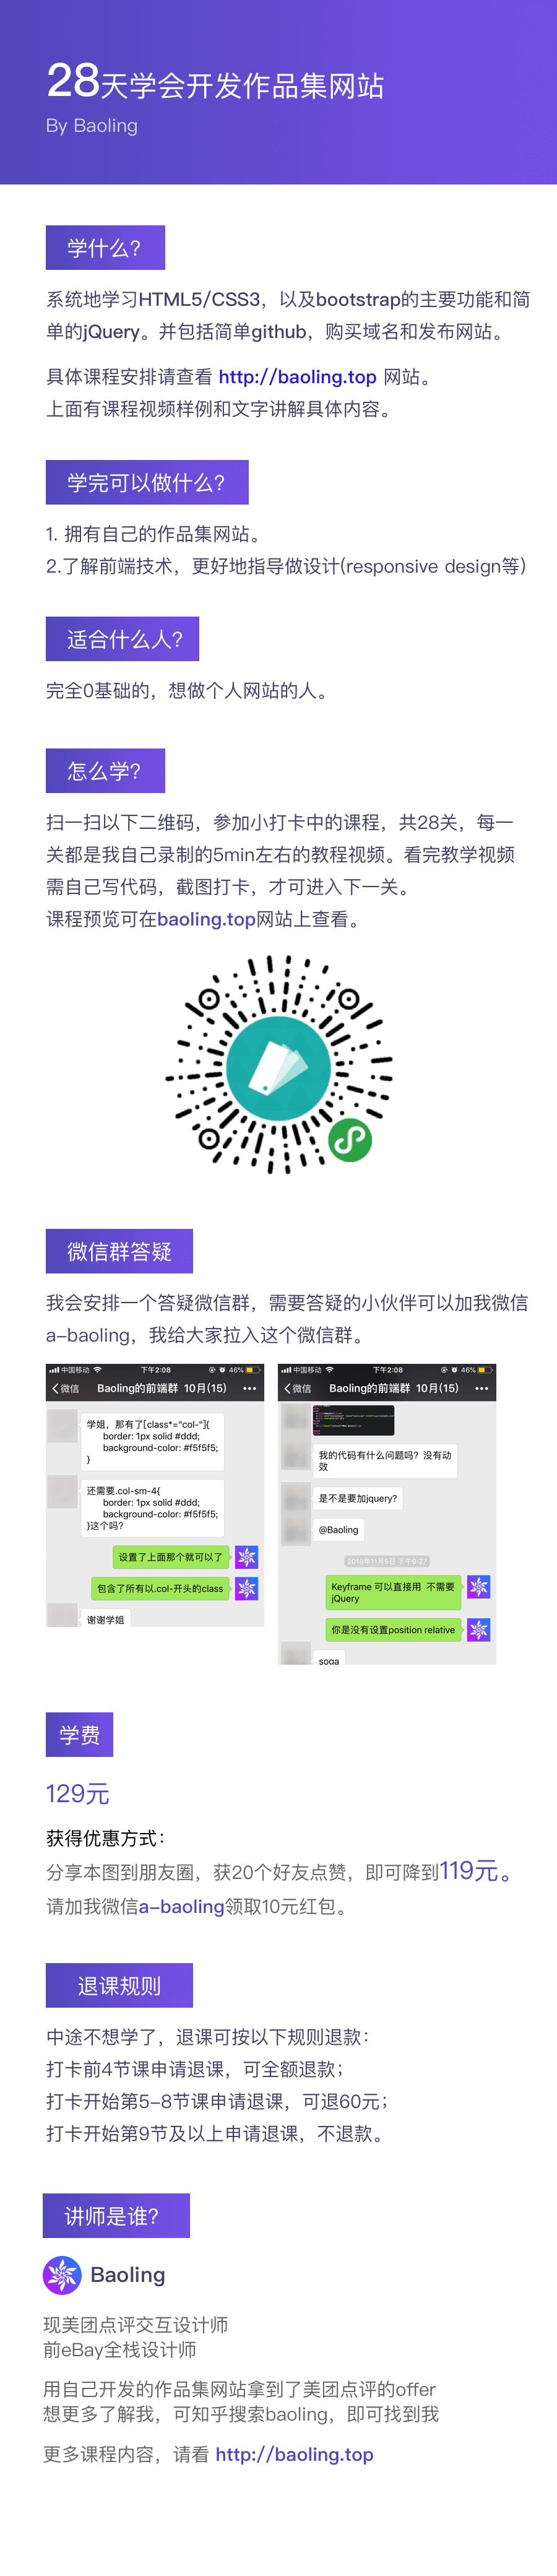 28天学会开发作品集网站
By Baoling
学什么?
系统地学习HTML5/CSS3，以及bootstrap的主要功能和简
单的jQuery。并包括简单github，购买域名和发布网站。
具体课程安排请查看 http://baoling.top 网站。
上面有课程视频样例和文字讲解具体内容。
学完可以做什么?
1. 拥有自己的作品集网站。
2.了解前端技术，更好地指导做设计(responsive design等)
适合什么人?
完全0基础的，想做个人网站的人。
怎么学?
扫一扫以下二维码，参加小打卡中的课程，共28关，每一
关都是我自己录制的5min左右的教程视频。看完教学视频
需自己写代码，截图打卡，才可进入下一关。
课程预览可在baoling.top网站上查看。
微信群答疑
我会安排一个答疑微信群，需要答疑的小伙伴可以加我微信
a-baoling，我给大家拉入这个微信群。
中国移动 下午2:08 46%
微信 Baoling的前端群 10月(15)
学姐，那有了[class*="col-"]{
border: 1px solid #ddd;
background-color: #f5f5f5;
}
还需要.col-sm-4{
border: 1px solid #ddd;
background-color: #f5f5f5;
}这个吗?
设置了上面那个就可以了
包含了所有以.col-开头的class
谢谢学姐
中国移动 下午2:08 46%
微信 Baoling的前端群 10月(15)
我的代码有什么问题吗？没有动
效
是不是要加jquery?
@Baoling
2018年11月5日 下午9:27
Keyframe 可以直接用 不需要
jQuery
你是没有设置position relative
soga
学费
129元
获得优惠方式：
分享本图到朋友圈，获20个好友点赞，即可降到119元。
请加我微信a-baoling领取10元红包。
退课规则
中途不想学了，退课可按以下规则退款：
打卡前4节课申请退课，可全额退款；
打卡开始第5-8节课申请退课，可退60元；
打卡开始第9节及以上申请退课，不退款。
讲师是谁?
Baoling
现美团点评交互设计师
前eBay全栈设计师
用自己开发的作品集网站拿到了美团点评的offer
想更多了解我，可知乎搜索baoling，即可找到我
更多课程内容，请看 http://baoling.top